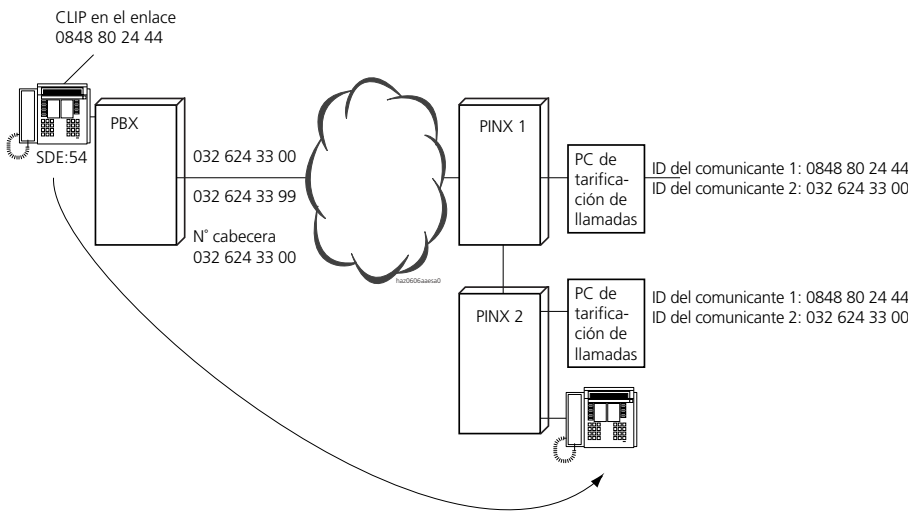 CLIP en el enlace
0848 80 24 44
PBX
SDE:54
032 624 33 00
032 624 33 99
N° cabecera
032 624 33 00
haz0606aaesa0
PINX 1
PC de
tarifica-
ción de
llamadas
ID del comunicante 1: 0848 80 24 44
ID del comunicante 2: 032 624 33 00
PINX 2
PC de
tarifica-
ción de
llamadas
ID del comunicante 1: 0848 80 24 44
ID del comunicante 2: 032 624 33 00